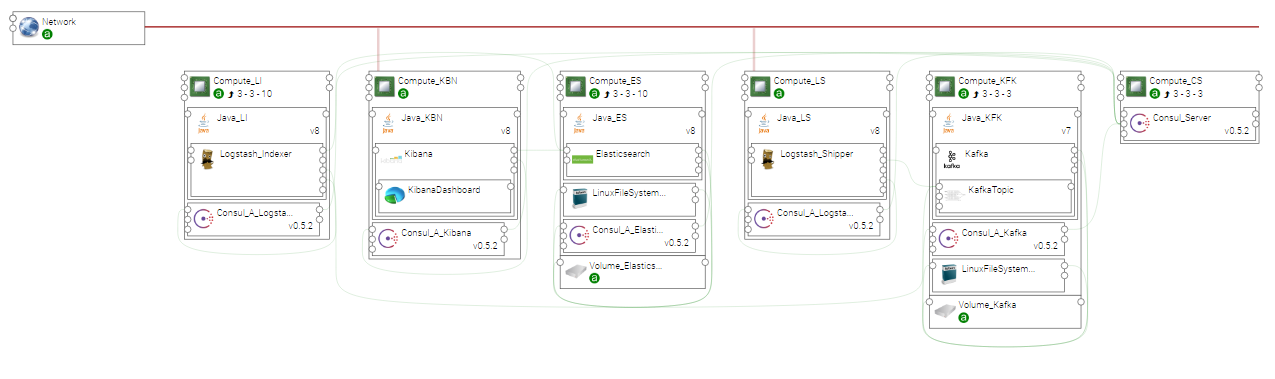 Network
a
Compute_LI
a 3 - 3 - 10
Java_LI
Java
v8
Logstash_Indexer
Consul_A_Logsta...
v0.5.2
Compute_KBN
a
Java_KBN
Java
v8
Kibana
KibanaDashboard
Consul_A_Kibana
v0.5.2
Compute_ES
a 3 - 3 - 10
Java_ES
Java
v8
Elasticsearch
LinuxFileSystem...
Consul_A_Elasti...
v0.5.2
Volume_Elastics...
a
Compute_LS
a
Java_LS
Java
v8
Logstash_Shipper
Consul_A_Logsta...
v0.5.2
Compute_KFK
a 3 - 3 - 3
Java_KFK
Java
v7
Kafka
kafka
KafkaTopic
Consul_A_Kafka
v0.5.2
LinuxFileSystem...
Volume_Kafka
a
Compute_CS
a 3 - 3 - 3
Consul_Server
v0.5.2